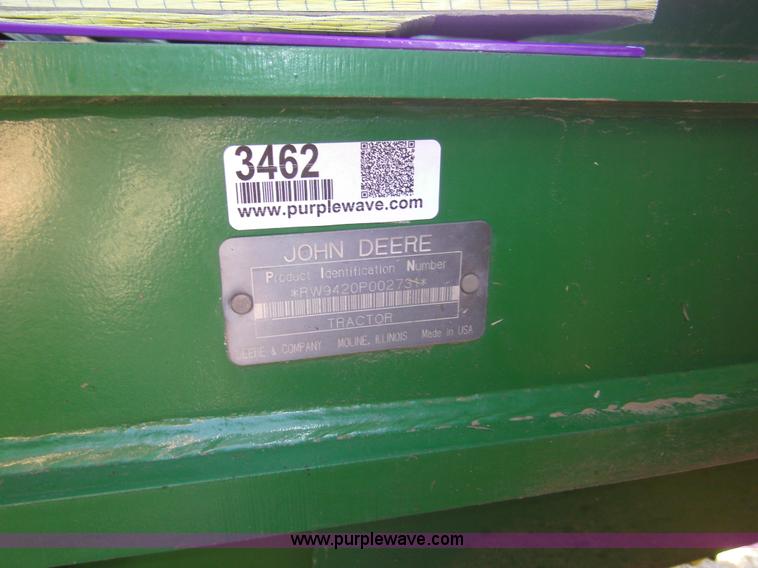 3462
www.purplewave.com
JOHN DEERE
Product Identification Number
*RW9420P002731*
TRACTOR
DEERE & COMPANY MOLINE, ILLINOIS Made in USA
www.purplewave.com